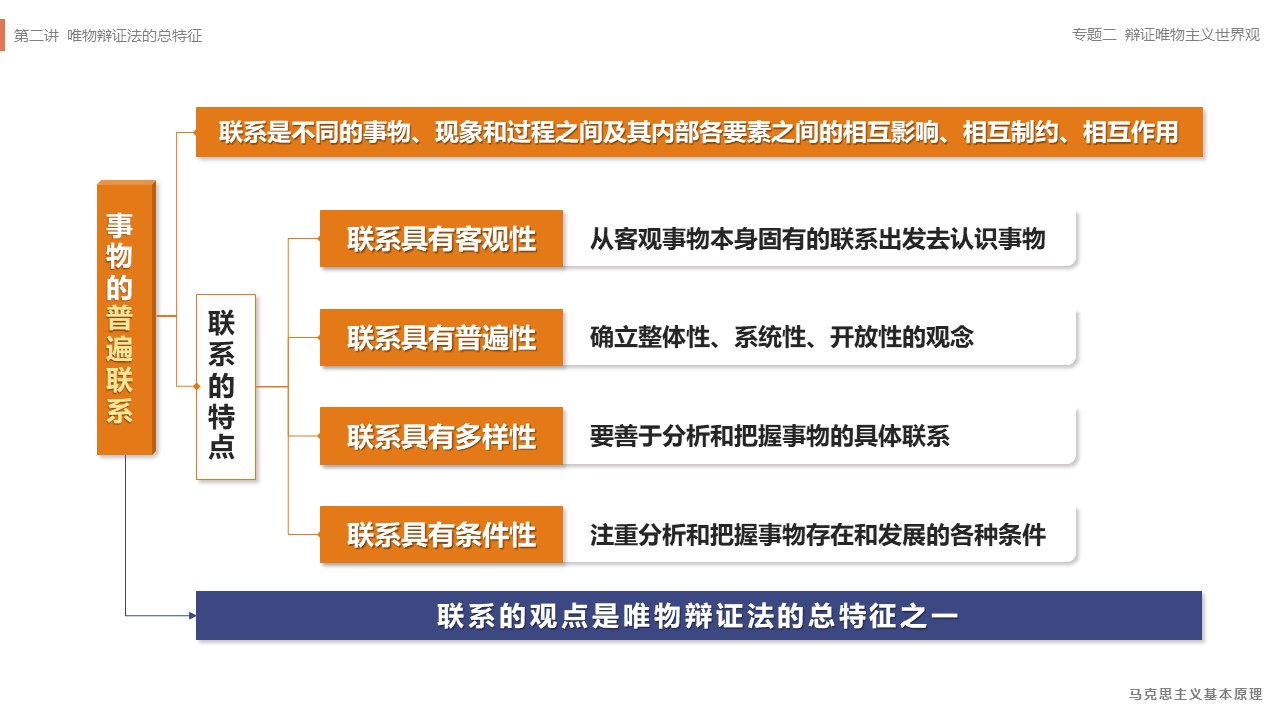 第二讲 唯物辩证法的总特征
专题二 辩证唯物主义世界观
联系是不同的事物、现象和过程之间及其内部各要素之间的相互影响、相互制约、相互作用
事物的普遍联系
联系的特点
联系具有客观性
从客观事物本身固有的联系出发去认识事物
联系具有普遍性
确立整体性、系统性、开放性的观念
联系具有多样性
要善于分析和把握事物的具体联系
联系具有条件性
注重分析和把握事物存在和发展的各种条件
联系的观点是唯物辩证法的总特征之一
马克思主义基本原理